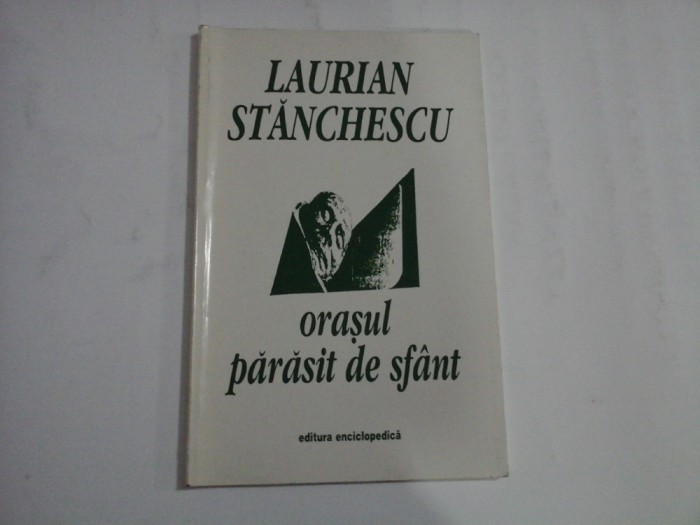 LAURIAN
STĂNCHESCU
orașul
părăsit de sfânt
editura enciclopedică